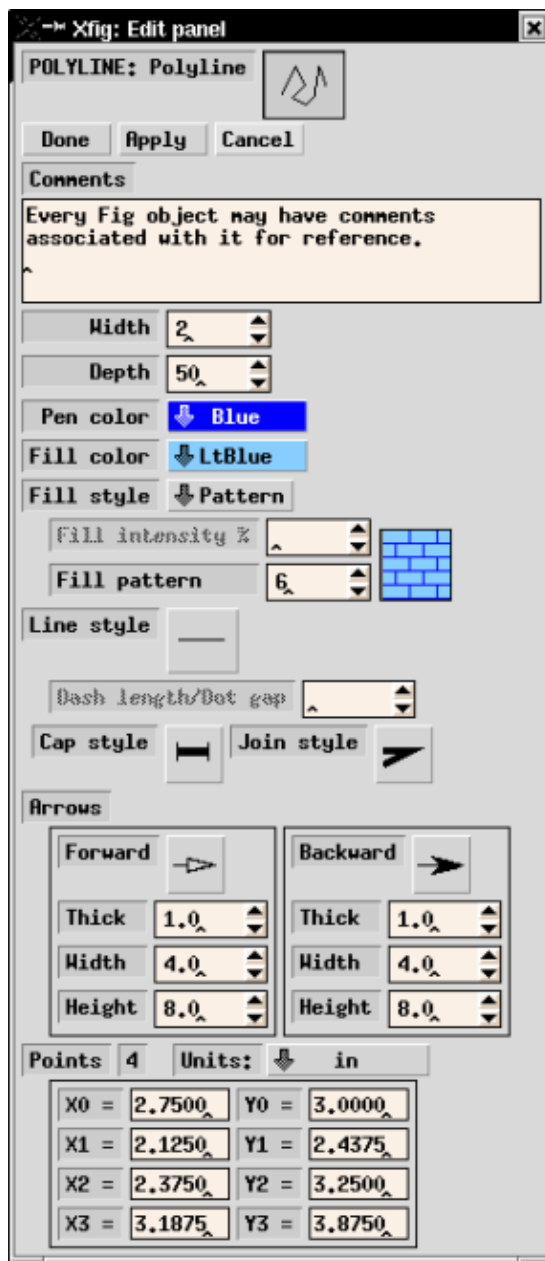 Xfig: Edit panel
POLYLINE: Polyline
Done Apply Cancel
Comments
Every Fig object may have comments
associated with it for reference.
Width 2
Depth 50
Pen color Blue
Fill color LtBlue
Fill style Pattern
Fill intensity %
Fill pattern 6
Line style
Dash length/Dot gap
Cap style Join style
Arrows
Forward Backward
Thick 1.0 Thick 1.0
Width 4.0 Width 4.0
Height 8.0 Height 8.0
Points 4 Units: in
X0 = 2.7500 Y0 = 3.0000
X1 = 2.1250 Y1 = 2.4375
X2 = 2.3750 Y2 = 3.2500
X3 = 3.1875 Y3 = 3.8750